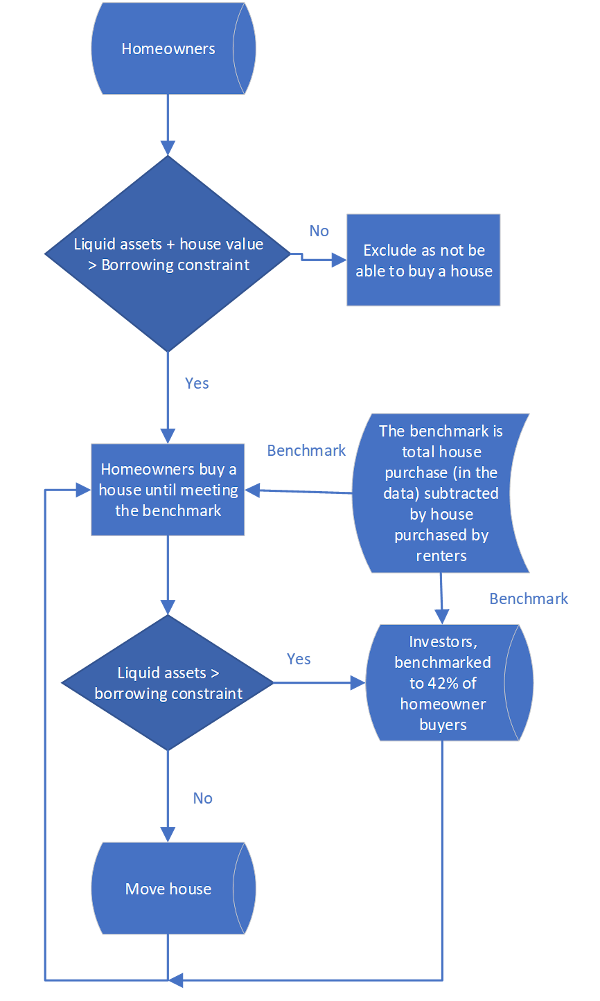 Homeowners
Liquid assets + house value
> Borrowing constraint
No
Exclude as not be
able to buy a house
Yes
Homeowners buy a
house until meeting
the benchmark
Benchmark
The benchmark is
total house
purchase (in the
data) subtracted
by house
purchased by
renters
Benchmark
Liquid assets >
borrowing constraint
Yes
Investors,
benchmarked
to 42% of
homeowner
buyers
No
Move house